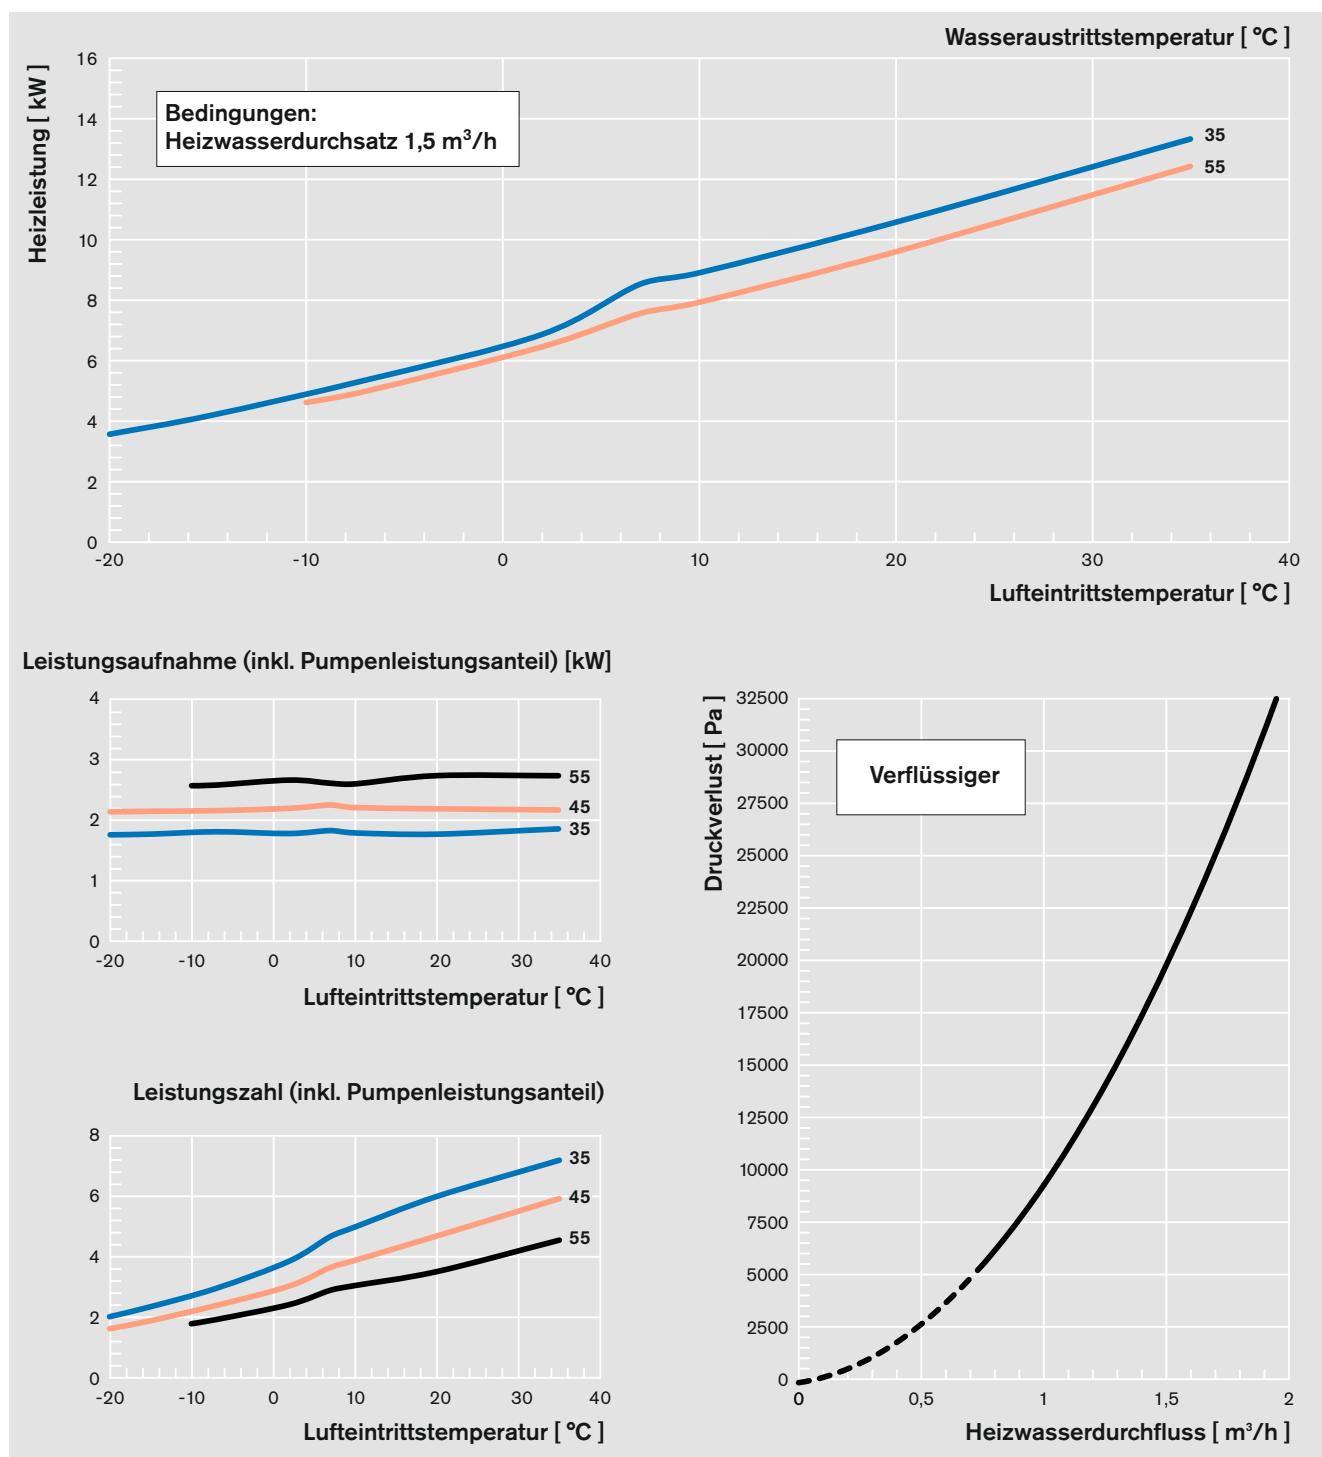 Wasseraustrittstemperatur [ °C ]
Heizleistung [ kW ]
16
14
12
10
8
6
4
2
0
Bedingungen:
Heizwasserdurchsatz 1,5 m³/h
35
55
-20 -10 0 10 20 30 40
Lufteintrittstemperatur [ °C ]
Leistungsaufnahme (inkl. Pumpenleistungsanteil) [kW]
4
3
2
1
0
55
45
35
-20 -10 0 10 20 30 40
Lufteintrittstemperatur [ °C ]
Leistungszahl (inkl. Pumpenleistungsanteil)
8
6
4
2
0
35
45
55
-20 -10 0 10 20 30 40
Lufteintrittstemperatur [ °C ]
Druckverlust [ Pa ]
32500
30000
27500
25000
22500
20000
17500
15000
12500
10000
7500
5000
2500
0
Verflüssiger
0 0,5 1 1,5 2
Heizwasserdurchfluss [ m³/h ]